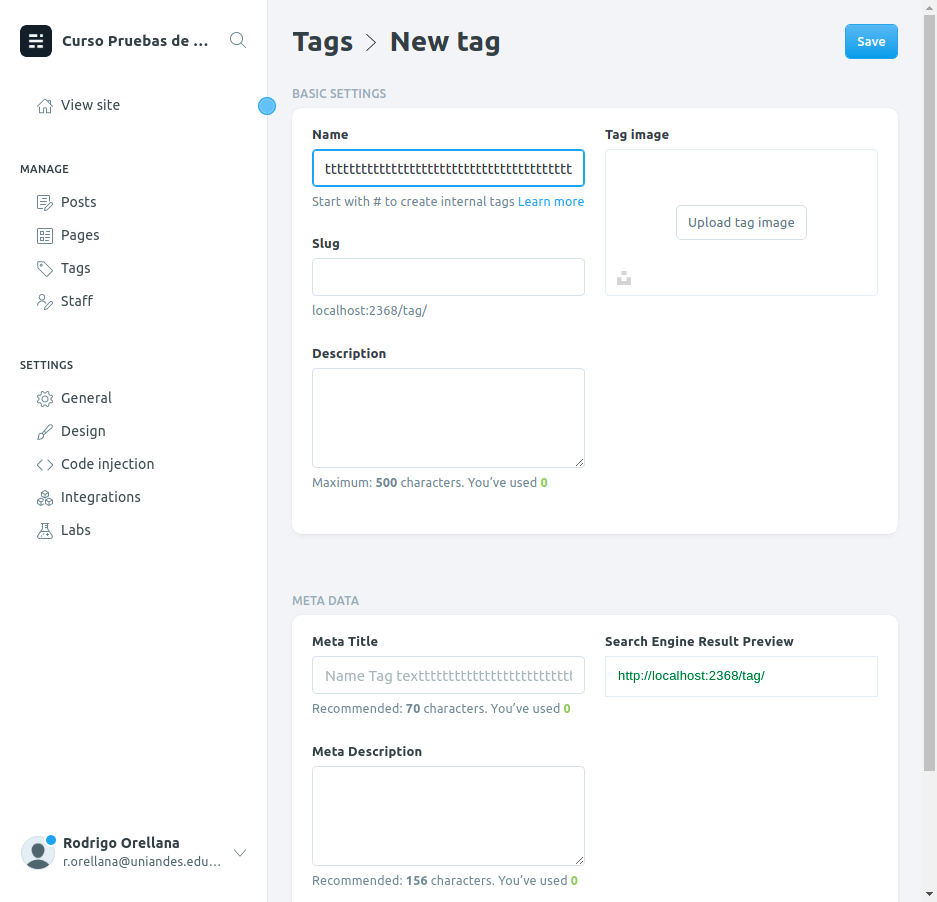 Curso Pruebas de ...
View site
MANAGE
Posts
Pages
Tags
Staff
SETTINGS
General
Design
Code injection
Integrations
Labs
Rodrigo Orellana
r.orellana@uniandes.edu...
Tags > New tag
Save
BASIC SETTINGS
Name
Start with # to create internal tags Learn more
Slug
localhost:2368/tag/
Description
Maximum: 500 characters. You’ve used 0
Tag image
Upload tag image
META DATA
Meta Title
Recommended: 70 characters. You’ve used 0
Meta Description
Recommended: 156 characters. You’ve used 0
Search Engine Result Preview
http://localhost:2368/tag/